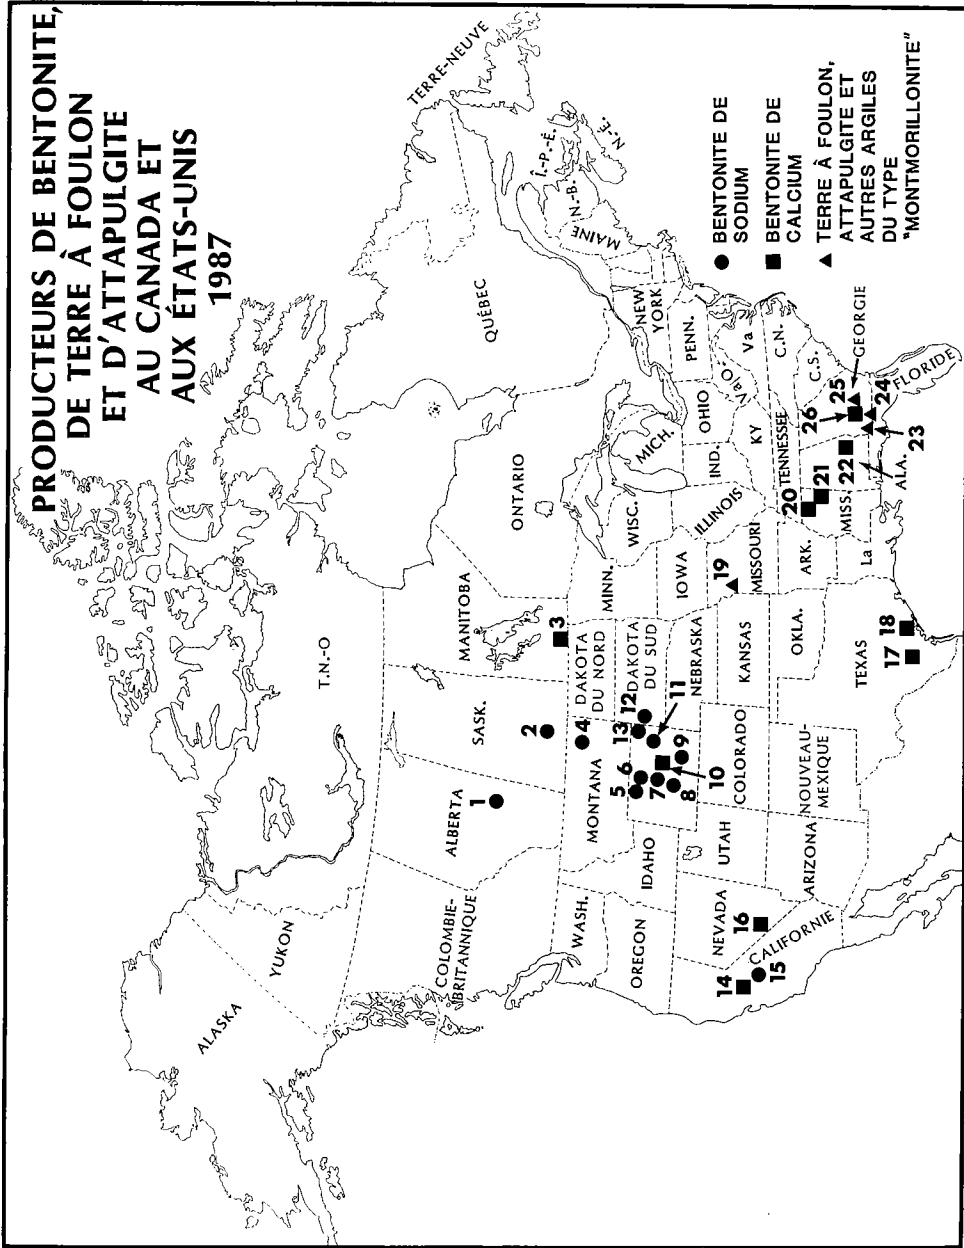 PRODUCTEURS DE BENTONITE,
DE TERRE À FOULON
ET D'ATTAPULGITE
AU CANADA ET
AUX ÉTATS-UNIS
1987
ALASKA
YUKON
T.N.-O
COLOMBIE-
BRITANNIQUE
ALBERTA
1
SASK.
2
MANITOBA
3
ONTARIO
QUÉBEC
TERRE-NEUVE
Î.-P.-É.
N.-B.
N.-É.
MAINE
WASH.
MONTANA
4
DAKOTA
DU NORD
MINN.
OREGON
IDAHO
5
6
7
8
9
10
11
12
13
DAKOTA
DU SUD
WISC.
MICH.
NEW
YORK
NEVADA
16
UTAH
COLORADO
NEBRASKA
IOWA
ILLINOIS
IND.
OHIO
PENN.
14
15
CALIFORNIE
ARIZONA
NOUVEAU-
MEXIQUE
KANSAS
19
MISSOURI
KY
Va/O.
Va
OKLA.
ARK.
TENNESSEE
C.N.
C.S.
TEXAS
17
18
La
MISS.
20
21
22
ALA.
26
25
GEORGIE
24
23
FLORIDE
BENTONITE DE
SODIUM
BENTONITE DE
CALCIUM
TERRE À FOULON,
ATTAPULGITE ET
AUTRES ARGILES
DU TYPE
"MONTMORILLONITE"